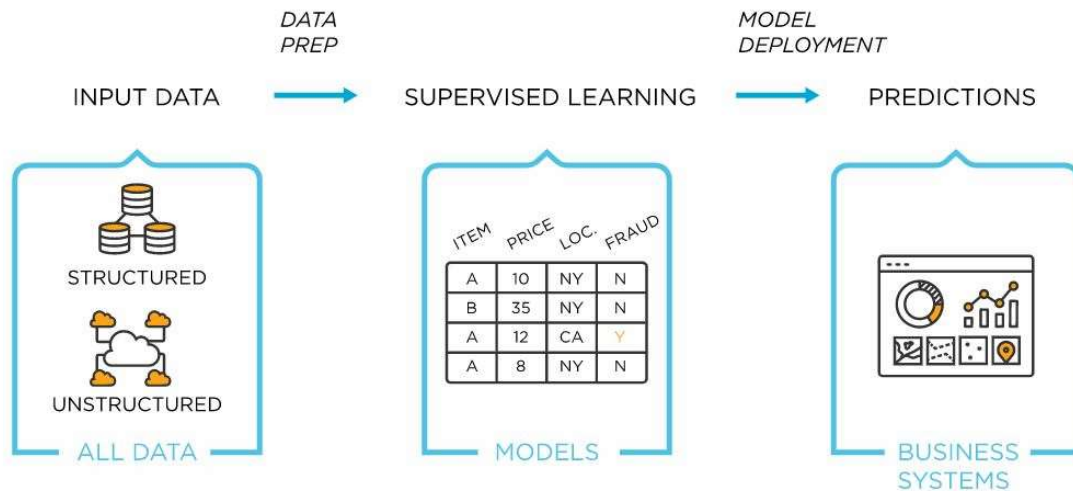 DATA
PREP
MODEL
DEPLOYMENT
INPUT DATA
SUPERVISED LEARNING
PREDICTIONS
STRUCTURED
UNSTRUCTURED
ALL DATA
ITEM PRICE LOC. FRAUD
A 10 NY N
B 35 NY N
A 12 CA Y
A 8 NY N
MODELS
BUSINESS
SYSTEMS